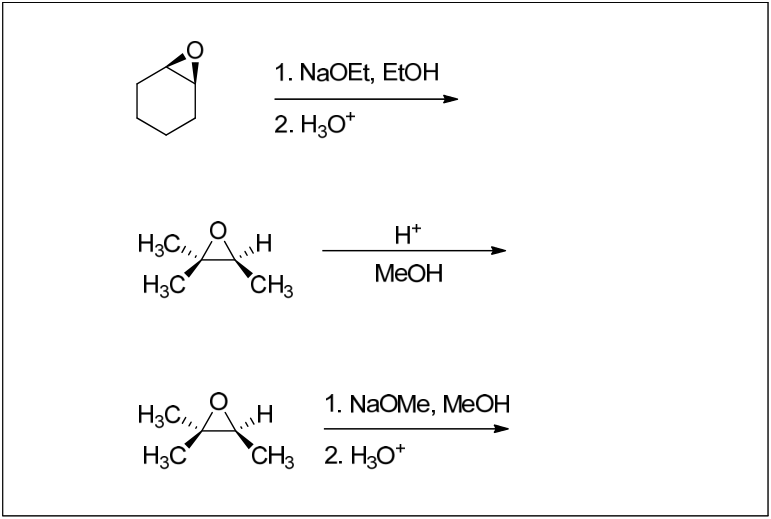 O
1. NaOEt, EtOH
2. H₃O⁺
O
H₃C H
H₃C CH₃
H⁺
MeOH
O
H₃C H
H₃C CH₃
1. NaOMe, MeOH
2. H₃O⁺